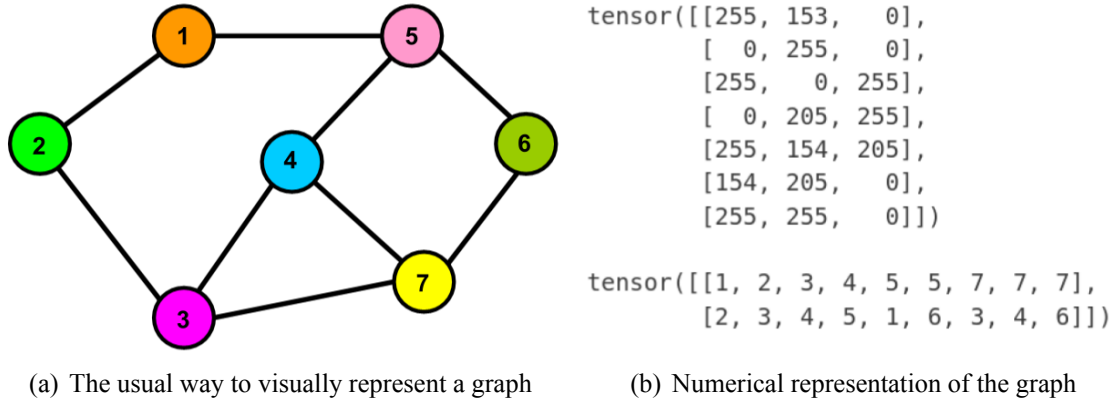 1
5
2
4
6
7
3
(a) The usual way to visually represent a graph
tensor([[255, 153,   0],
        [  0, 255,   0],
        [255,   0, 255],
        [  0, 205, 255],
        [255, 154, 205],
        [154, 205,   0],
        [255, 255,   0]])
tensor([[1, 2, 3, 4, 5, 5, 7, 7, 7],
        [2, 3, 4, 5, 1, 6, 3, 4, 6]])
(b) Numerical representation of the graph